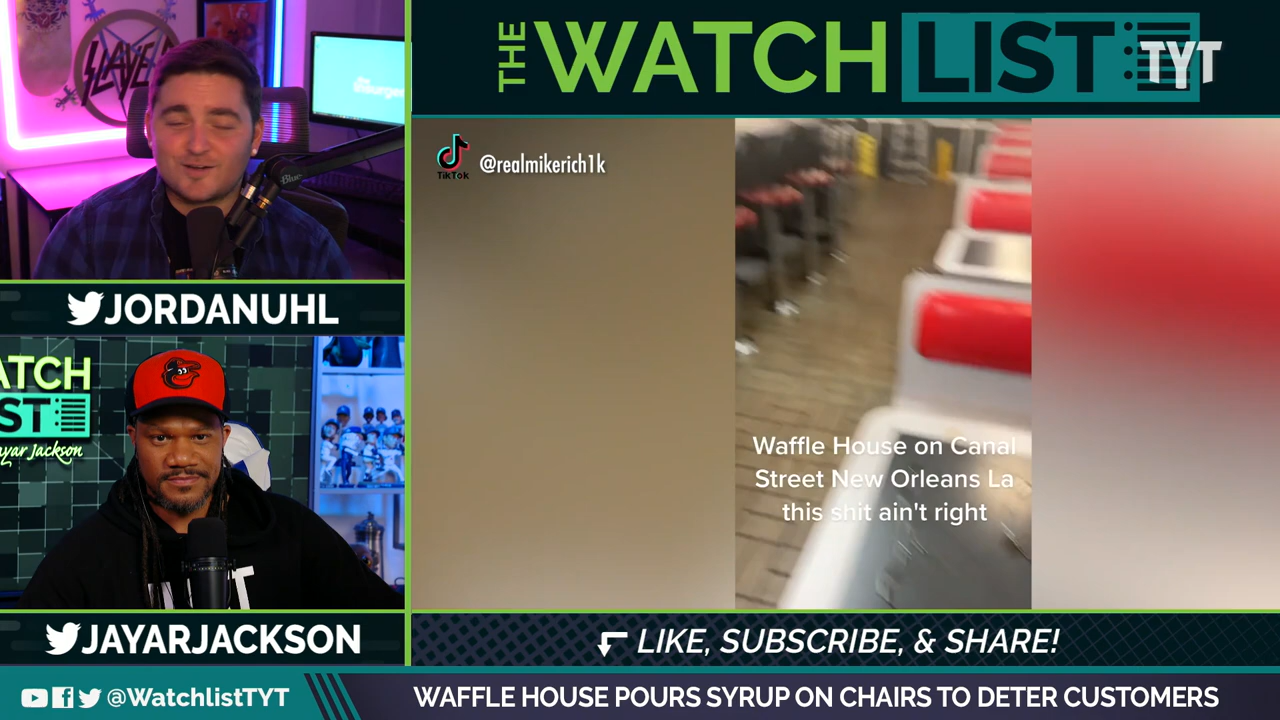 SLAYER
THE WATCH LIST
TYT
TikTok
@realmikerich1k
JORDANUHL
Waffle House on Canal
Street New Orleans La
this shit ain't right
JAYARJACKSON
LIKE, SUBSCRIBE, & SHARE!
@WatchlistTYT
WAFFLE HOUSE POURS SYRUP ON CHAIRS TO DETER CUSTOMERS